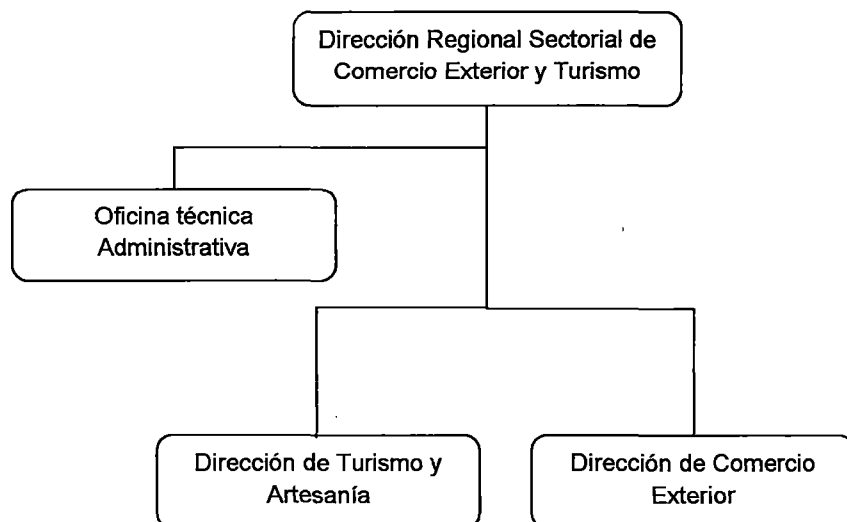 Dirección Regional Sectorial de
Comercio Exterior y Turismo
Oficina técnica
Administrativa
Dirección de Turismo y
Artesanía
Dirección de Comercio
Exterior